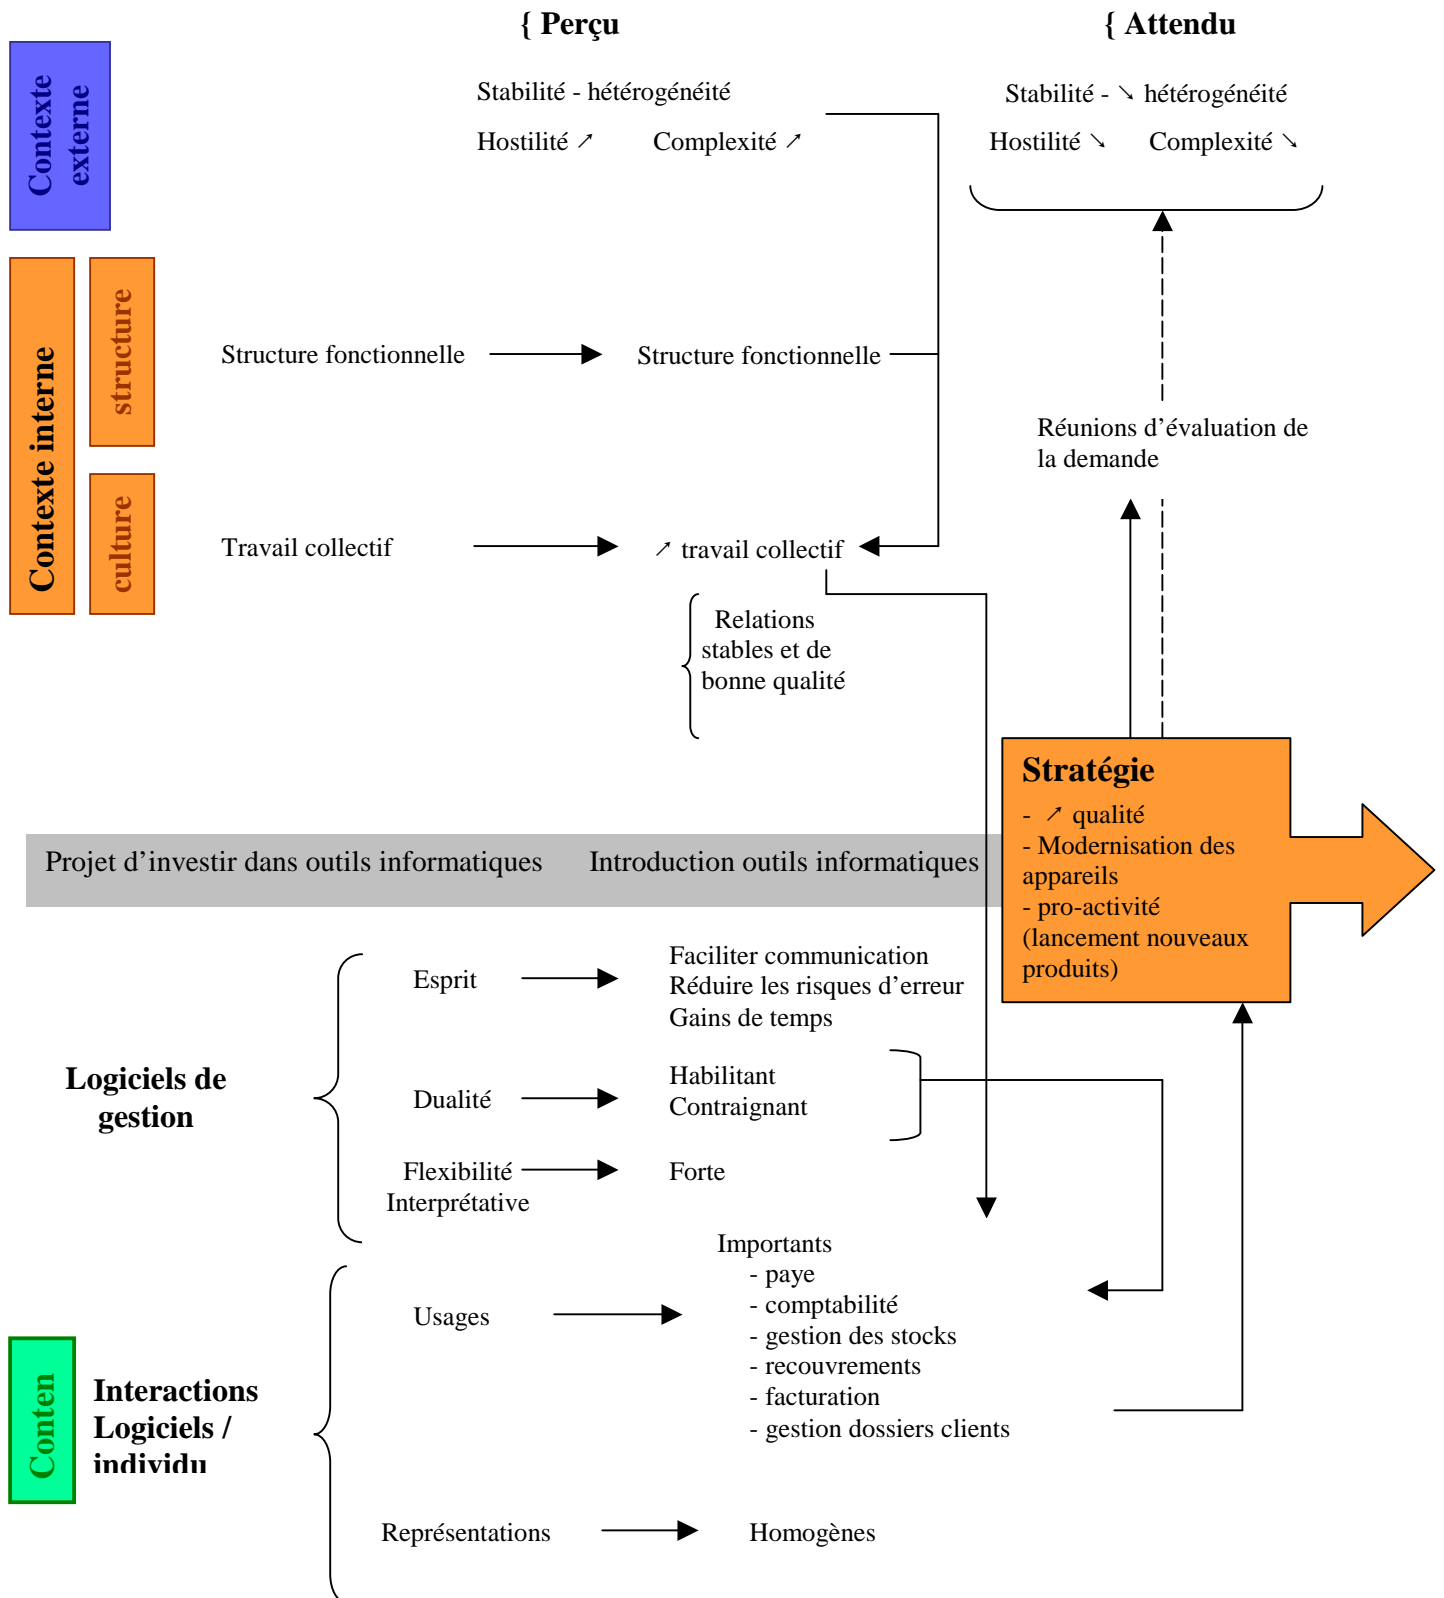 { Perçu
{ Attendu
Contexte
externe
Stabilité - hétérogénéité
Hostilité ↗ Complexité ↗
Stabilité - ↘ hétérogénéité
Hostilité ↘ Complexité ↘
Contexte interne
structure
Structure fonctionnelle
Structure fonctionnelle
Réunions d’évaluation de
la demande
culture
Travail collectif
↗ travail collectif
Relations
stables et de
bonne qualité
Stratégie
- ↗ qualité
- Modernisation des
appareils
- pro-activité
(lancement nouveaux
produits)
Projet d’investir dans outils informatiques
Introduction outils informatiques
Logiciels de
gestion
Esprit
Faciliter communication
Réduire les risques d’erreur
Gains de temps
Dualité
Habilitant
Contraignant
Flexibilité
Interprétative
Forte
Conten
Interactions
Logiciels /
individu
Usages
Importants
- paye
- comptabilité
- gestion des stocks
- recouvrements
- facturation
- gestion dossiers clients
Représentations
Homogènes